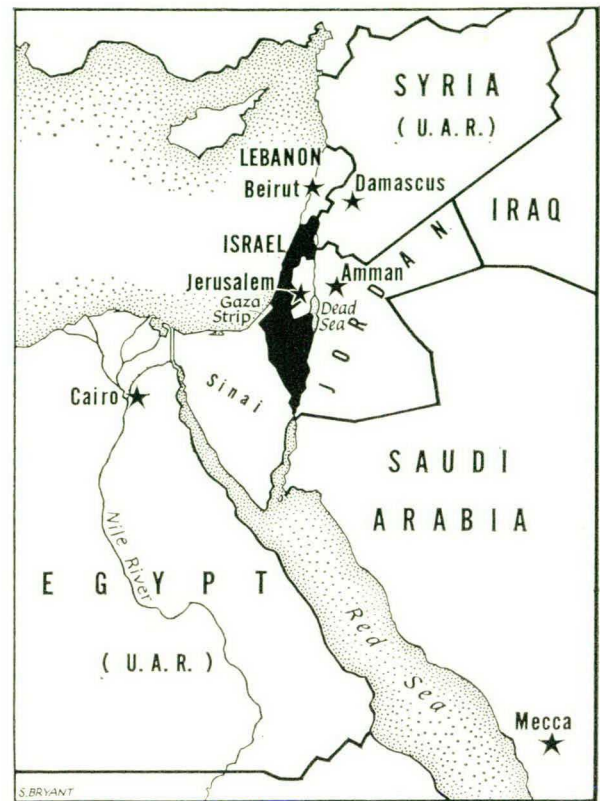 SYRIA
(U.A.R.)
LEBANON
Beirut
Damascus
IRAQ
ISRAEL
Jerusalem
Amman
JORDAN
Gaza
Strip
Dead
Sea
Sinai
Cairo
SAUDI
ARABIA
Nile River
EGYPT
(U.A.R.)
Red Sea
Mecca
S.BRYANT